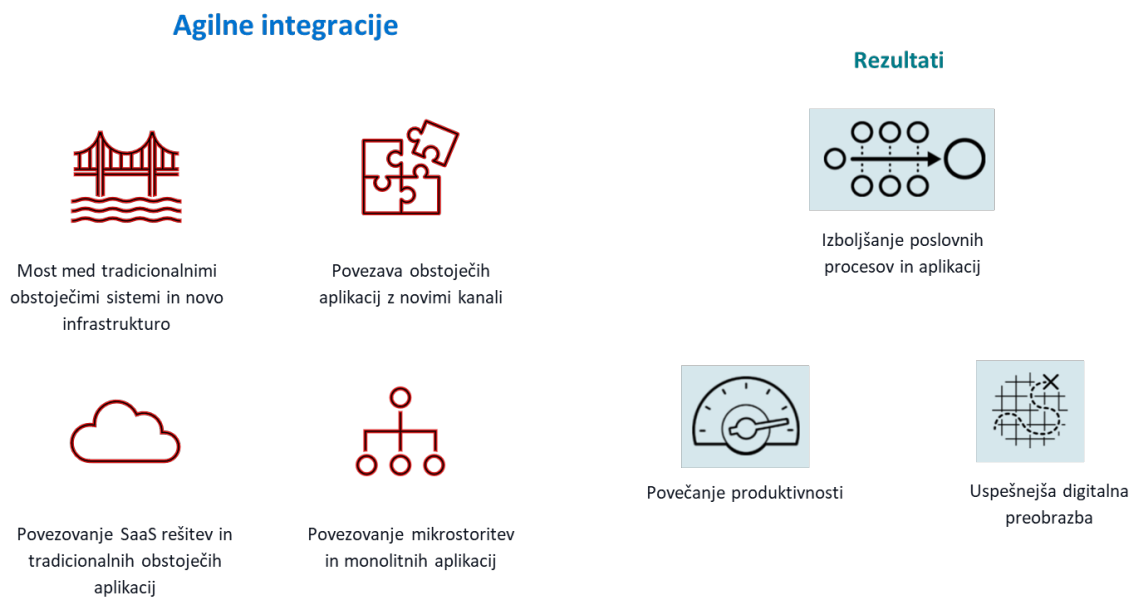 Agilne integracije
Most med tradicionalnimi
obstoječimi sistemi in novo
infrastrukturo
Povezava obstoječih
aplikacij z novimi kanali
Povezovanje SaaS rešitev in
tradicionalnih obstoječih
aplikacij
Povezovanje mikrostoritev
in monolitnih aplikacij
Rezultati
Izboljšanje poslovnih
procesov in aplikacij
Povečanje produktivnosti
Uspešnejša digitalna
preobrazba